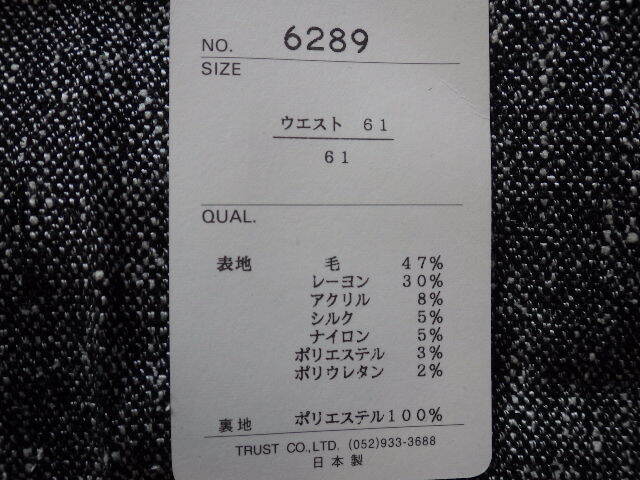 NO. 6289
SIZE
ウエスト 61
61
QUAL.
表地 毛 47%
レーヨン 30%
アクリル 8%
シルク 5%
ナイロン 5%
ポリエステル 3%
ポリウレタン 2%
裏地 ポリエステル100%
TRUST CO.,LTD. (052)933-3688
日本製